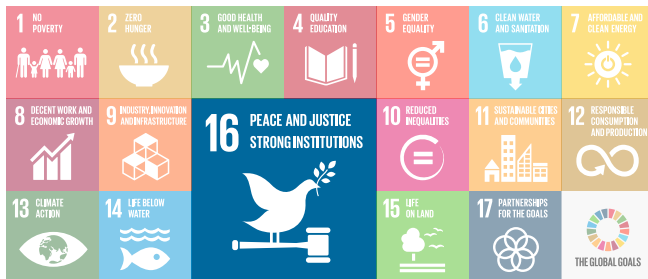 1 NO
POVERTY
2 ZERO
HUNGER
3 GOOD HEALTH
AND WELL-BEING
4 QUALITY
EDUCATION
5 GENDER
EQUALITY
6 CLEAN WATER
AND SANITATION
7 AFFORDABLE AND
CLEAN ENERGY
8 DECENT WORK AND
ECONOMIC GROWTH
9 INDUSTRY, INNOVATION
AND INFRASTRUCTURE
16 PEACE AND JUSTICE
STRONG INSTITUTIONS
10 REDUCED
INEQUALITIES
11 SUSTAINABLE CITIES
AND COMMUNITIES
12 RESPONSIBLE
CONSUMPTION
AND PRODUCTION
13 CLIMATE
ACTION
14 LIFE BELOW
WATER
15 LIFE
ON LAND
17 PARTNERSHIPS
FOR THE GOALS
THE GLOBAL GOALS